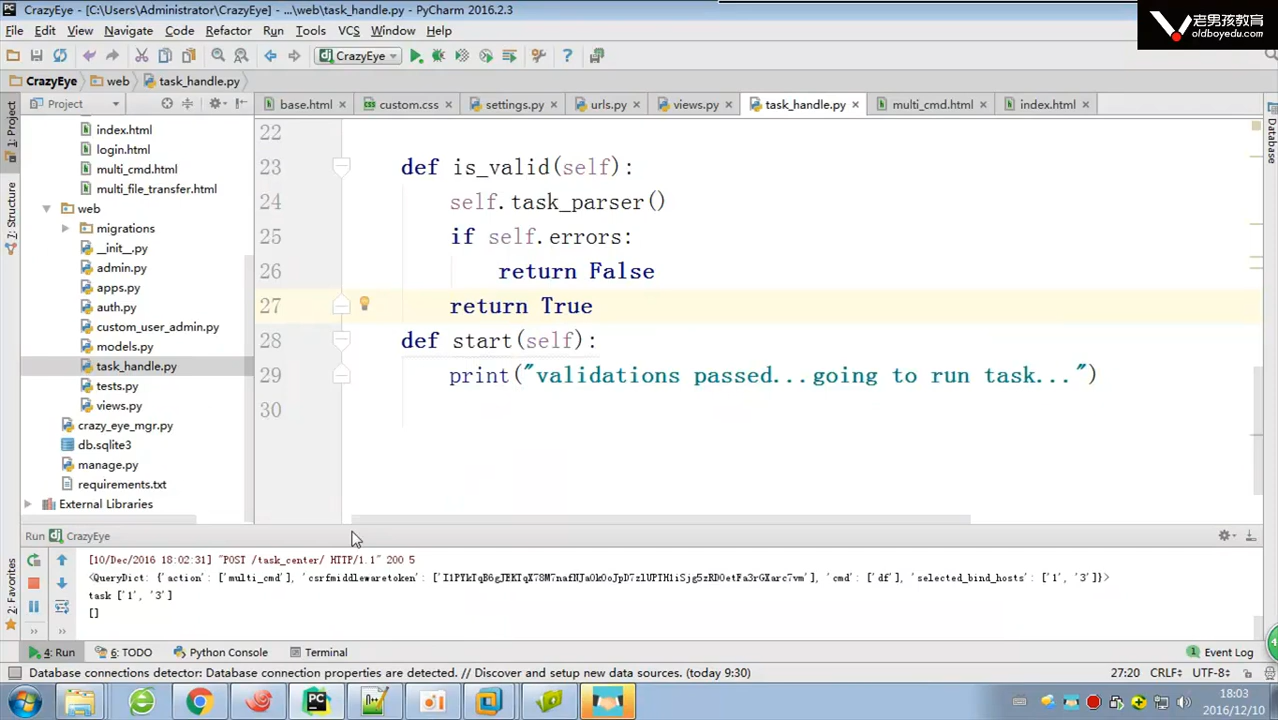 CrazyEye - [C:\Users\Administrator\CrazyEye] - ...\web\task_handle.py - PyCharm 2016.2.3
老男孩教育
oldboyedu.com
File Edit View Navigate Code Refactor Run Tools VCS Window Help
CrazyEye
CrazyEye web task_handle.py
Project
base.html custom.css settings.py urls.py views.py task_handle.py multi_cmd.html index.html
1: Project
Z: Structure
2: Favorites
Database
index.html
login.html
multi_cmd.html
multi_file_transfer.html
web
migrations
__init__.py
admin.py
apps.py
auth.py
custom_user_admin.py
models.py
task_handle.py
tests.py
views.py
crazy_eye_mgr.py
db.sqlite3
manage.py
requirements.txt
External Libraries
22
23 def is_valid(self):
24 self.task_parser()
25 if self.errors:
26 return False
27 return True
28 def start(self):
29 print("validations passed...going to run task...")
30
Run CrazyEye
[10/Dec/2016 18:02:31] "POST /task_center/ HTTP/1.1" 200 5
task ['1', '3']
[]
4: Run 6: TODO Python Console Terminal 1 Event Log
Database connections detector: Database connection properties are detected. // Discover and setup new data sources. (today 9:30) 27:20 CRLF÷ UTF-8÷
18:03
2016/12/10